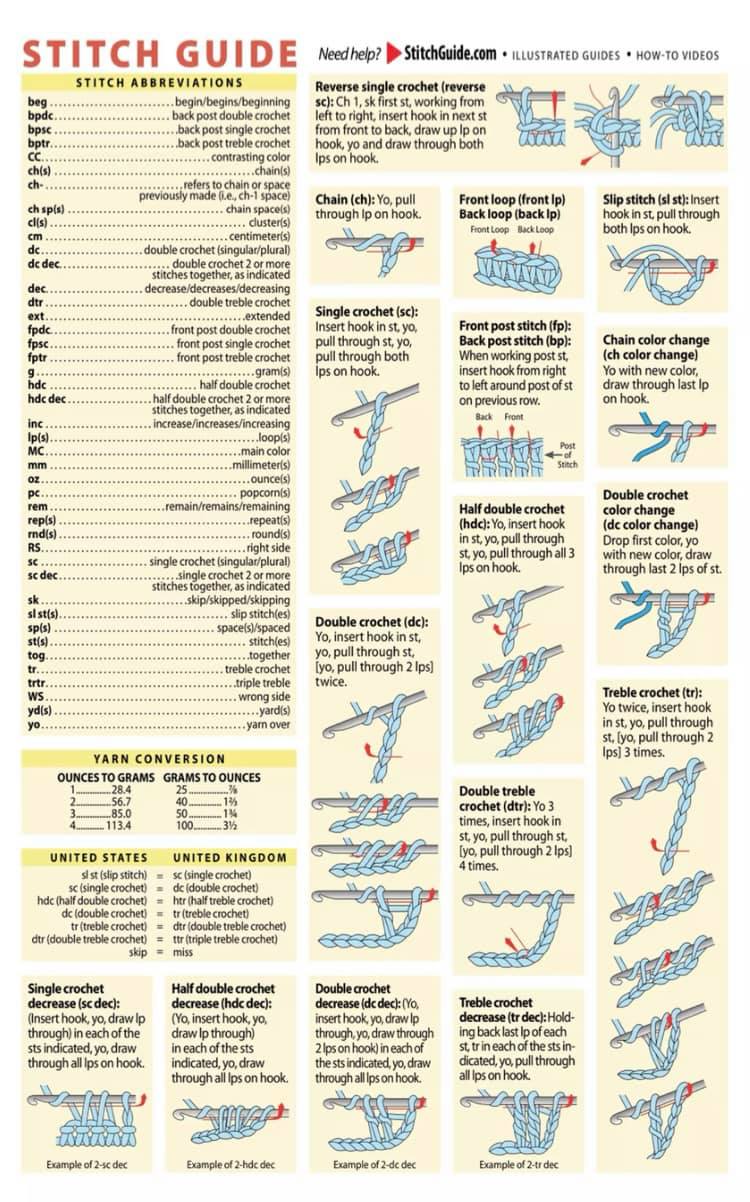 STITCH GUIDE
Need help? StitchGuide.com • ILLUSTRATED GUIDES • HOW-TO VIDEOS
STITCH ABBREVIATIONS
beg ............................ begin/begins/beginning
bpdc .......................... back post double crochet
bpsc ............................ back post single crochet
bptr ............................. back post treble crochet
CC ...................................... contrasting color
ch(s) .............................................. chain(s)
ch- ............................... refers to chain or space
previously made (i.e., ch-1 space)
ch sp(s) ................................... chain space(s)
cl(s) ............................................. cluster(s)
cm ......................................... centimeter(s)
dc ....................... double crochet (singular/plural)
dc dec ......................... double crochet 2 or more
stitches together, as indicated
dec ...................... decrease/decreases/decreasing
dtr ................................. double treble crochet
ext ................................................ extended
fpdc ............................ front post double crochet
fpsc ............................. front post single crochet
fptr ............................. front post treble crochet
g .................................................. gram(s)
hdc ................................... half double crochet
hdc dec .................... half double crochet 2 or more
stitches together, as indicated
inc ......................... increase/increases/increasing
lp(s) ............................................... loop(s)
MC ............................................ main color
mm .......................................... millimeter(s)
oz ................................................. ounce(s)
pc ............................................... popcorn(s)
rem ............................ remain/remains/remaining
rep(s) ............................................ repeat(s)
rnd(s) ............................................. round(s)
RS ................................................ right side
sc ........................ single crochet (singular/plural)
sc dec ........................... single crochet 2 or more
stitches together, as indicated
sk ................................. skip/skipped/skipping
sl st(s) ........................................ slip stitch(es)
sp(s) ........................................ space(s)/spaced
st(s) .............................................. stitch(es)
tog ............................................... together
tr ............................................ treble crochet
trtr .............................................. triple treble
WS ............................................... wrong side
yd(s) ............................................... yard(s)
yo ................................................ yarn over
YARN CONVERSION
OUNCES TO GRAMS GRAMS TO OUNCES
1 ............ 28.4 25 ............ ⅞
2 ............ 56.7 40 ............ 1⅔
3 ............ 85.0 50 ............ 1¾
4 ............ 113.4 100 ............ 3½
UNITED STATES UNITED KINGDOM
sl st (slip stitch) = sc (single crochet)
sc (single crochet) = dc (double crochet)
hdc (half double crochet) = htr (half treble crochet)
dc (double crochet) = tr (treble crochet)
tr (treble crochet) = dtr (double treble crochet)
dtr (double treble crochet) = ttr (triple treble crochet)
skip = miss
Reverse single crochet (reverse
sc): Ch 1, sk first st, working from
left to right, insert hook in next st
from front to back, draw up lp on
hook, yo and draw through both
lps on hook.
Chain (ch): Yo, pull
through lp on hook.
Front loop (front lp)
Back loop (back lp)
Front Loop Back Loop
Slip stitch (sl st): Insert
hook in st, pull through
both lps on hook.
Single crochet (sc):
Insert hook in st, yo,
pull through st, yo,
pull through both
lps on hook.
Front post stitch (fp):
Back post stitch (bp):
When working post st,
insert hook from right
to left around post of st
on previous row.
Back Front
Post
of
Stitch
Chain color change
(ch color change)
Yo with new color,
draw through last lp
on hook.
Half double crochet
(hdc): Yo, insert hook
in st, yo, pull through
st, yo, pull through all 3
lps on hook.
Double crochet
color change
(dc color change)
Drop first color, yo
with new color, draw
through last 2 lps of st.
Double crochet (dc):
Yo, insert hook in st,
yo, pull through st,
[yo, pull through 2 lps]
twice.
Double treble
crochet (dtr): Yo 3
times, insert hook in
st, yo, pull through st,
[yo, pull through 2 lps]
4 times.
Treble crochet (tr):
Yo twice, insert hook
in st, yo, pull through
st, [yo, pull through 2
lps] 3 times.
Single crochet
decrease (sc dec):
(Insert hook, yo, draw lp
through) in each of the
sts indicated, yo, draw
through all lps on hook.
Example of 2-sc dec
Half double crochet
decrease (hdc dec):
(Yo, insert hook, yo,
draw lp through)
in each of the sts
indicated, yo, draw
through all lps on hook.
Example of 2-hdc dec
Double crochet
decrease (dc dec): (Yo,
insert hook, yo, draw lp
through, yo, draw through
2 lps on hook) in each of
the sts indicated, yo, draw
through all lps on hook.
Example of 2-dc dec
Treble crochet
decrease (tr dec): Hold-
ing back last lp of each
st, tr in each of the sts in-
dicated, yo, pull through
all lps on hook.
Example of 2-tr dec